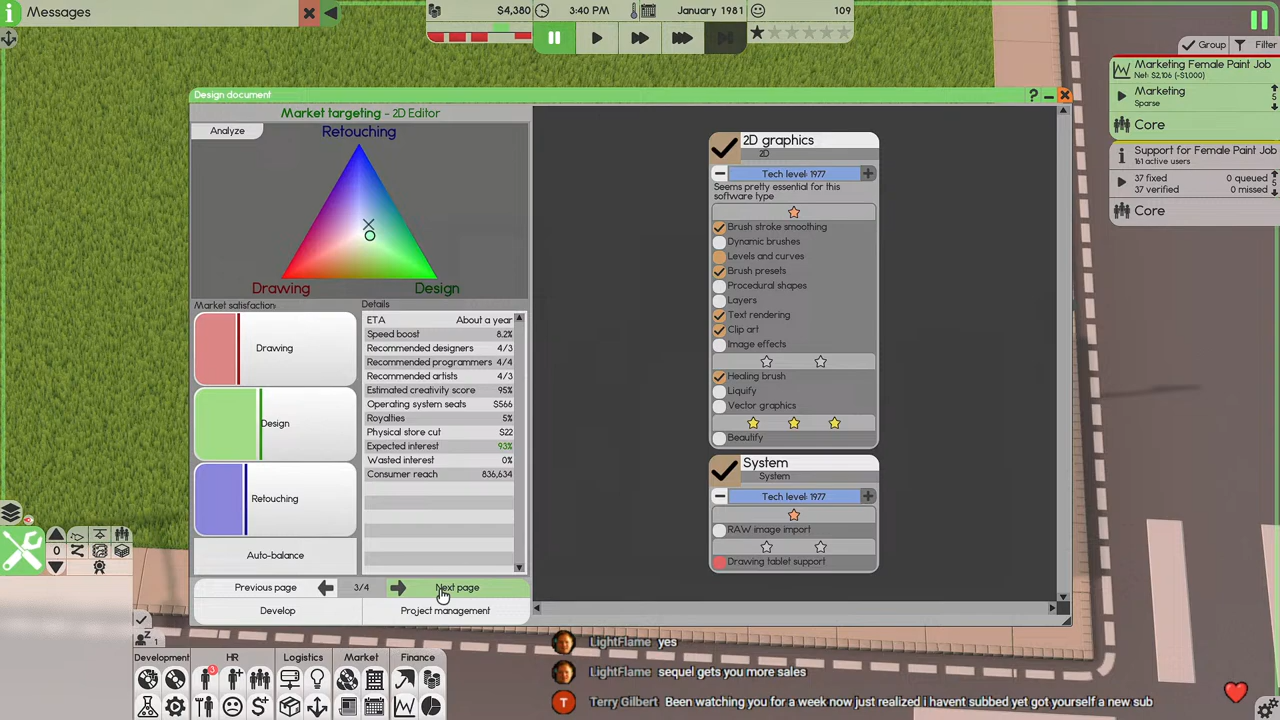 Messages
$4,380
3:40 PM
January 1981
109
Group
Filter
Marketing Female Paint Job
Net: $2,106 (-$1,000)
Marketing
Sparse
Core
Support for Female Paint Job
161 active users
37 fixed 0 queued
37 verified 0 missed
Core
Design document
?
Market targeting - 2D Editor
Analyze
Retouching
Drawing
Design
Market satisfaction:
Drawing
Design
Retouching
Auto-balance
Details
ETA About a year
Speed boost 8.2%
Recommended designers 4/3
Recommended programmers 4/4
Recommended artists 4/3
Estimated creativity score 95%
Operating system seats $566
Royalties 5%
Physical store cut $22
Expected interest 93%
Wasted interest 0%
Consumer reach 836,634
Previous page 3/4 Next page
Develop
Project management
2D graphics
2D
Tech level: 1977
Seems pretty essential for this
software type
Brush stroke smoothing
Dynamic brushes
Levels and curves
Brush presets
Procedural shapes
Layers
Text rendering
Clip art
Image effects
Healing brush
Liquify
Vector graphics
Beautify
System
System
Tech level: 1977
RAW image import
Drawing tablet support
0
1
Development
HR
Logistics
Market
Finance
3
LightFlame yes
LightFlame sequel gets you more sales
T Terry Gilbert Been watching you for a week now just realized i havent subbed yet got yourself a new sub